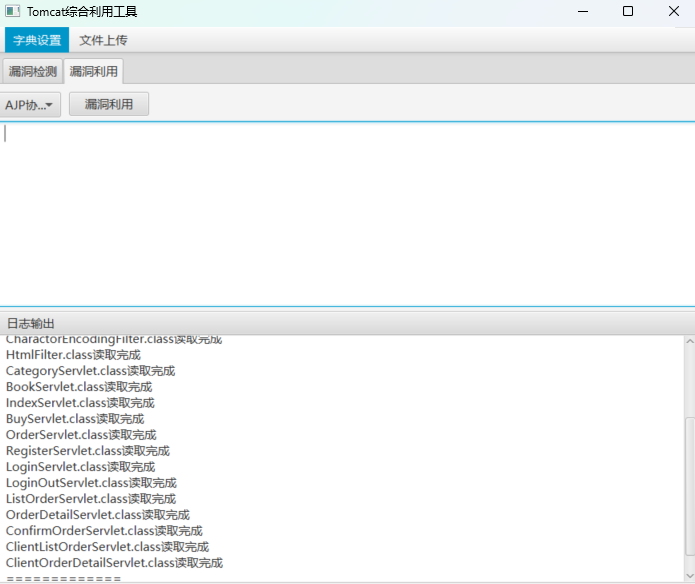 Tomcat综合利用工具
字典设置 文件上传
漏洞检测 漏洞利用
AJP协... 漏洞利用
日志输出
CharactorEncodingFilter.class读取完成
HtmlFilter.class读取完成
CategoryServlet.class读取完成
BookServlet.class读取完成
IndexServlet.class读取完成
BuyServlet.class读取完成
OrderServlet.class读取完成
RegisterServlet.class读取完成
LoginServlet.class读取完成
LoginOutServlet.class读取完成
ListOrderServlet.class读取完成
OrderDetailServlet.class读取完成
ConfirmOrderServlet.class读取完成
ClientListOrderServlet.class读取完成
ClientOrderDetailServlet.class读取完成
=============